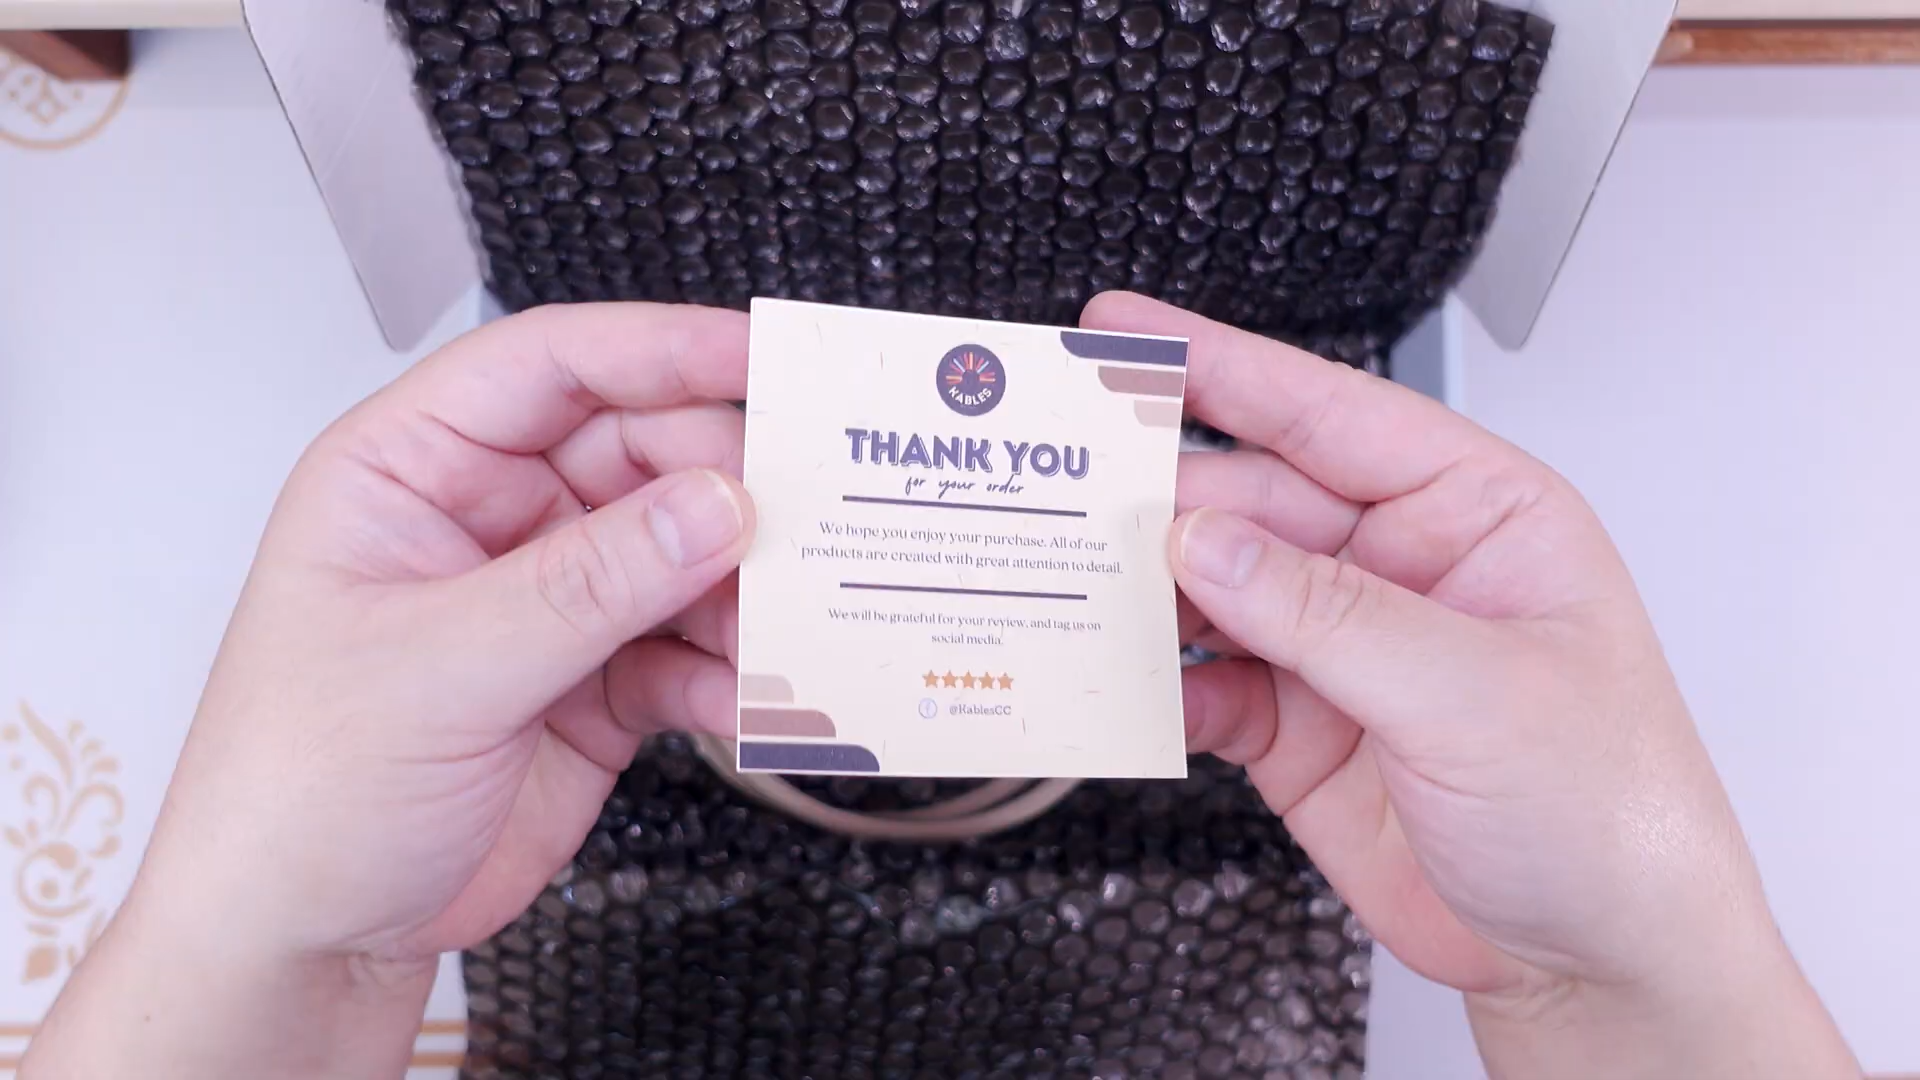 KABLES
THANK YOU
for your order
We hope you enjoy your purchase. All of our
products are created with great attention to detail.
We will be grateful for your review, and tag us on
social media.
@KablesCC